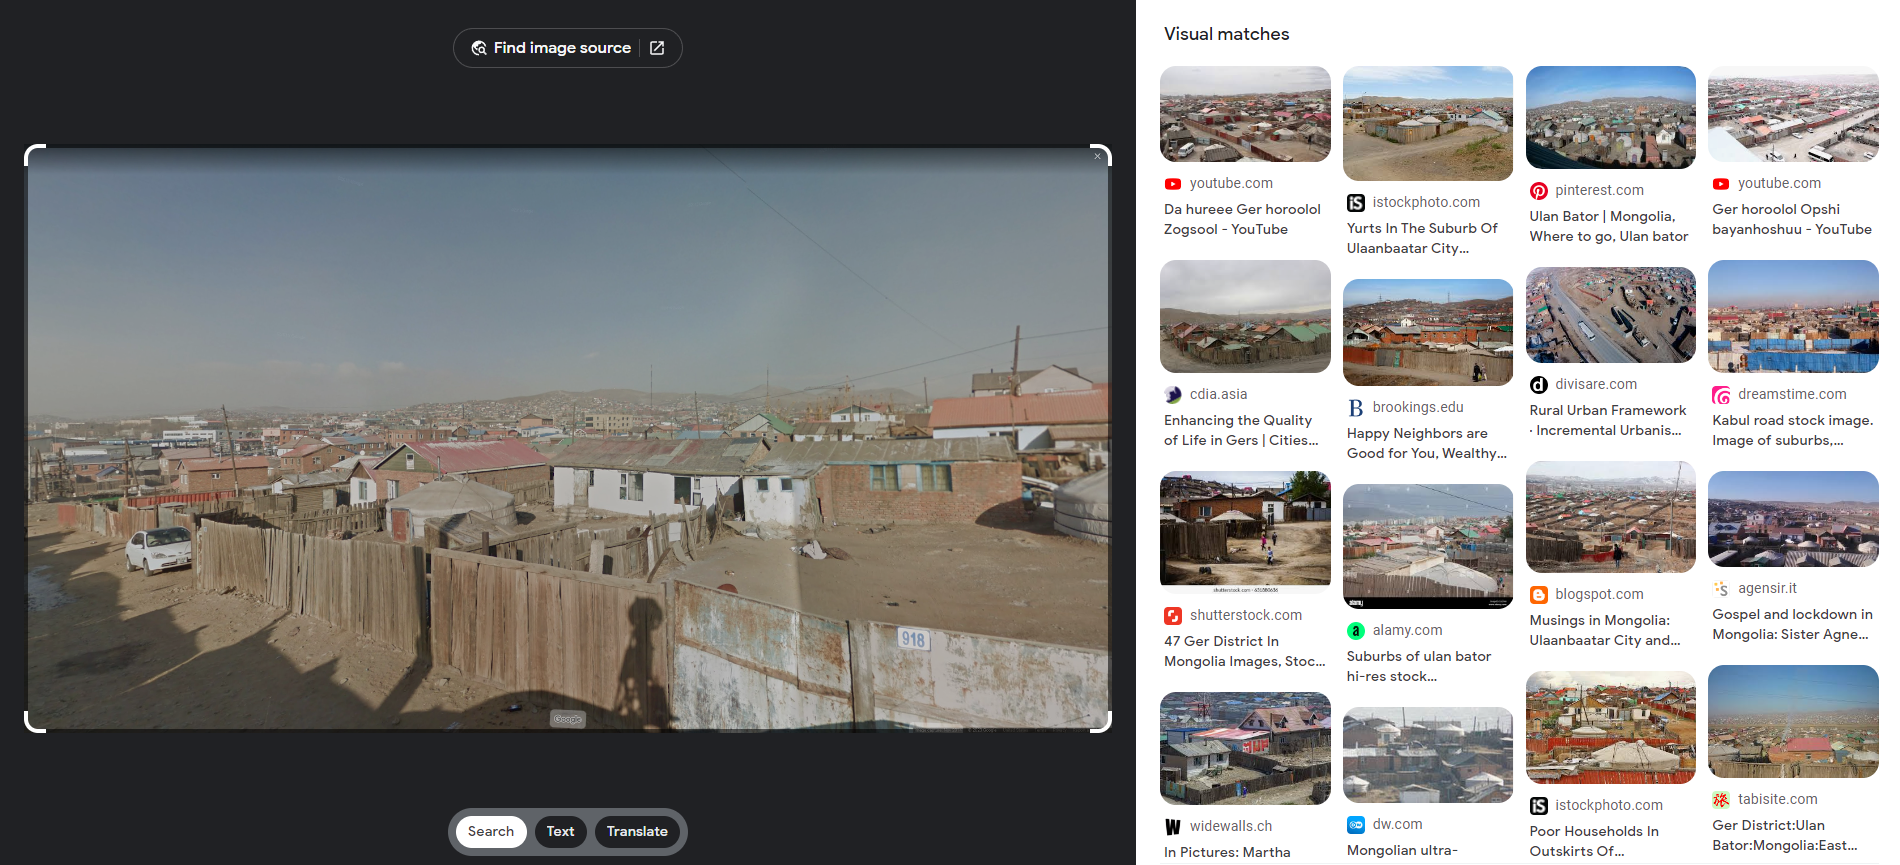 Find image source
×
918
Google
Search
Text
Translate
Visual matches
youtube.com
Da hureee Ger horoolol
Zogsool - YouTube
cdia.asia
Enhancing the Quality
of Life in Gers | Cities...
shutterstock.com
47 Ger District In
Mongolia Images, Stoc...
widewalls.ch
In Pictures: Martha
iS
istockphoto.com
Yurts In The Suburb Of
Ulaanbaatar City...
B
brookings.edu
Happy Neighbors are
Good for You, Wealthy...
alamy
a
alamy.com
Suburbs of ulan bator
hi-res stock...
dw.com
Mongolian ultra-
pinterest.com
Ulan Bator | Mongolia,
Where to go, Ulan bator
d
divisare.com
Rural Urban Framework
· Incremental Urbanis...
blogspot.com
Musings in Mongolia:
Ulaanbaatar City and...
iS
istockphoto.com
Poor Households In
Outskirts Of...
youtube.com
Ger horoolol Opshi
bayanhoshuu - YouTube
dreamstime.com
Kabul road stock image.
Image of suburbs,...
agensir.it
Gospel and lockdown in
Mongolia: Sister Agne...
tabisite.com
Ger District:Ulan
Bator:Mongolia:East...